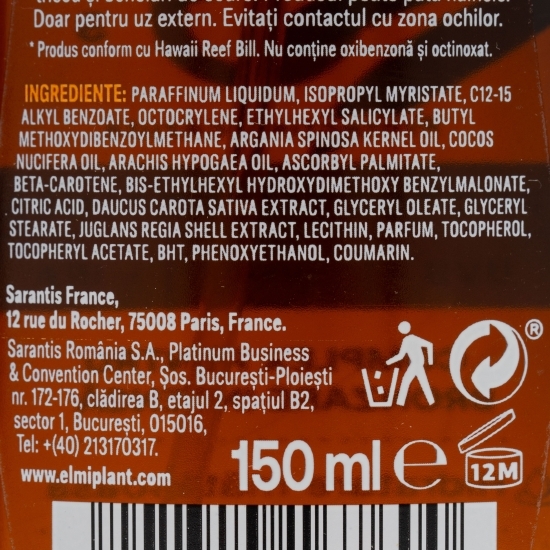 Doar pentru uz extern. Evitați contactul cu zona ochilor.
*Produs conform cu Hawaii Reef Bill. Nu conține oxibenzonă și octinoxat.
INGREDIENTE: PARAFFINUM LIQUIDUM, ISOPROPYL MYRISTATE, C12-15
ALKYL BENZOATE, OCTOCRYLENE, ETHYLHEXYL SALICYLATE, BUTYL
METHOXYDIBENZOYLMETHANE, ARGANIA SPINOSA KERNEL OIL, COCOS
NUCIFERA OIL, ARACHIS HYPOGAEA OIL, ASCORBYL PALMITATE,
BETA-CAROTENE, BIS-ETHYLHEXYL HYDROXYDIMETHOXY BENZYLMALONATE,
CITRIC ACID, DAUCUS CAROTA SATIVA EXTRACT, GLYCERYL OLEATE, GLYCERYL
STEARATE, JUGLANS REGIA SHELL EXTRACT, LECITHIN, PARFUM, TOCOPHEROL,
TOCOPHERYL ACETATE, BHT, PHENOXYETHANOL, COUMARIN.
Sarantis France,
12 rue du Rocher, 75008 Paris, France.
Sarantis România S.A., Platinum Business
& Convention Center, Șos. București-Ploiești
nr. 172-176, clădirea B, etajul 2, spațiul B2,
sector 1, București, 015016,
Tel: +(40) 213170317.
www.elmiplant.com
150 ml e
12M
®